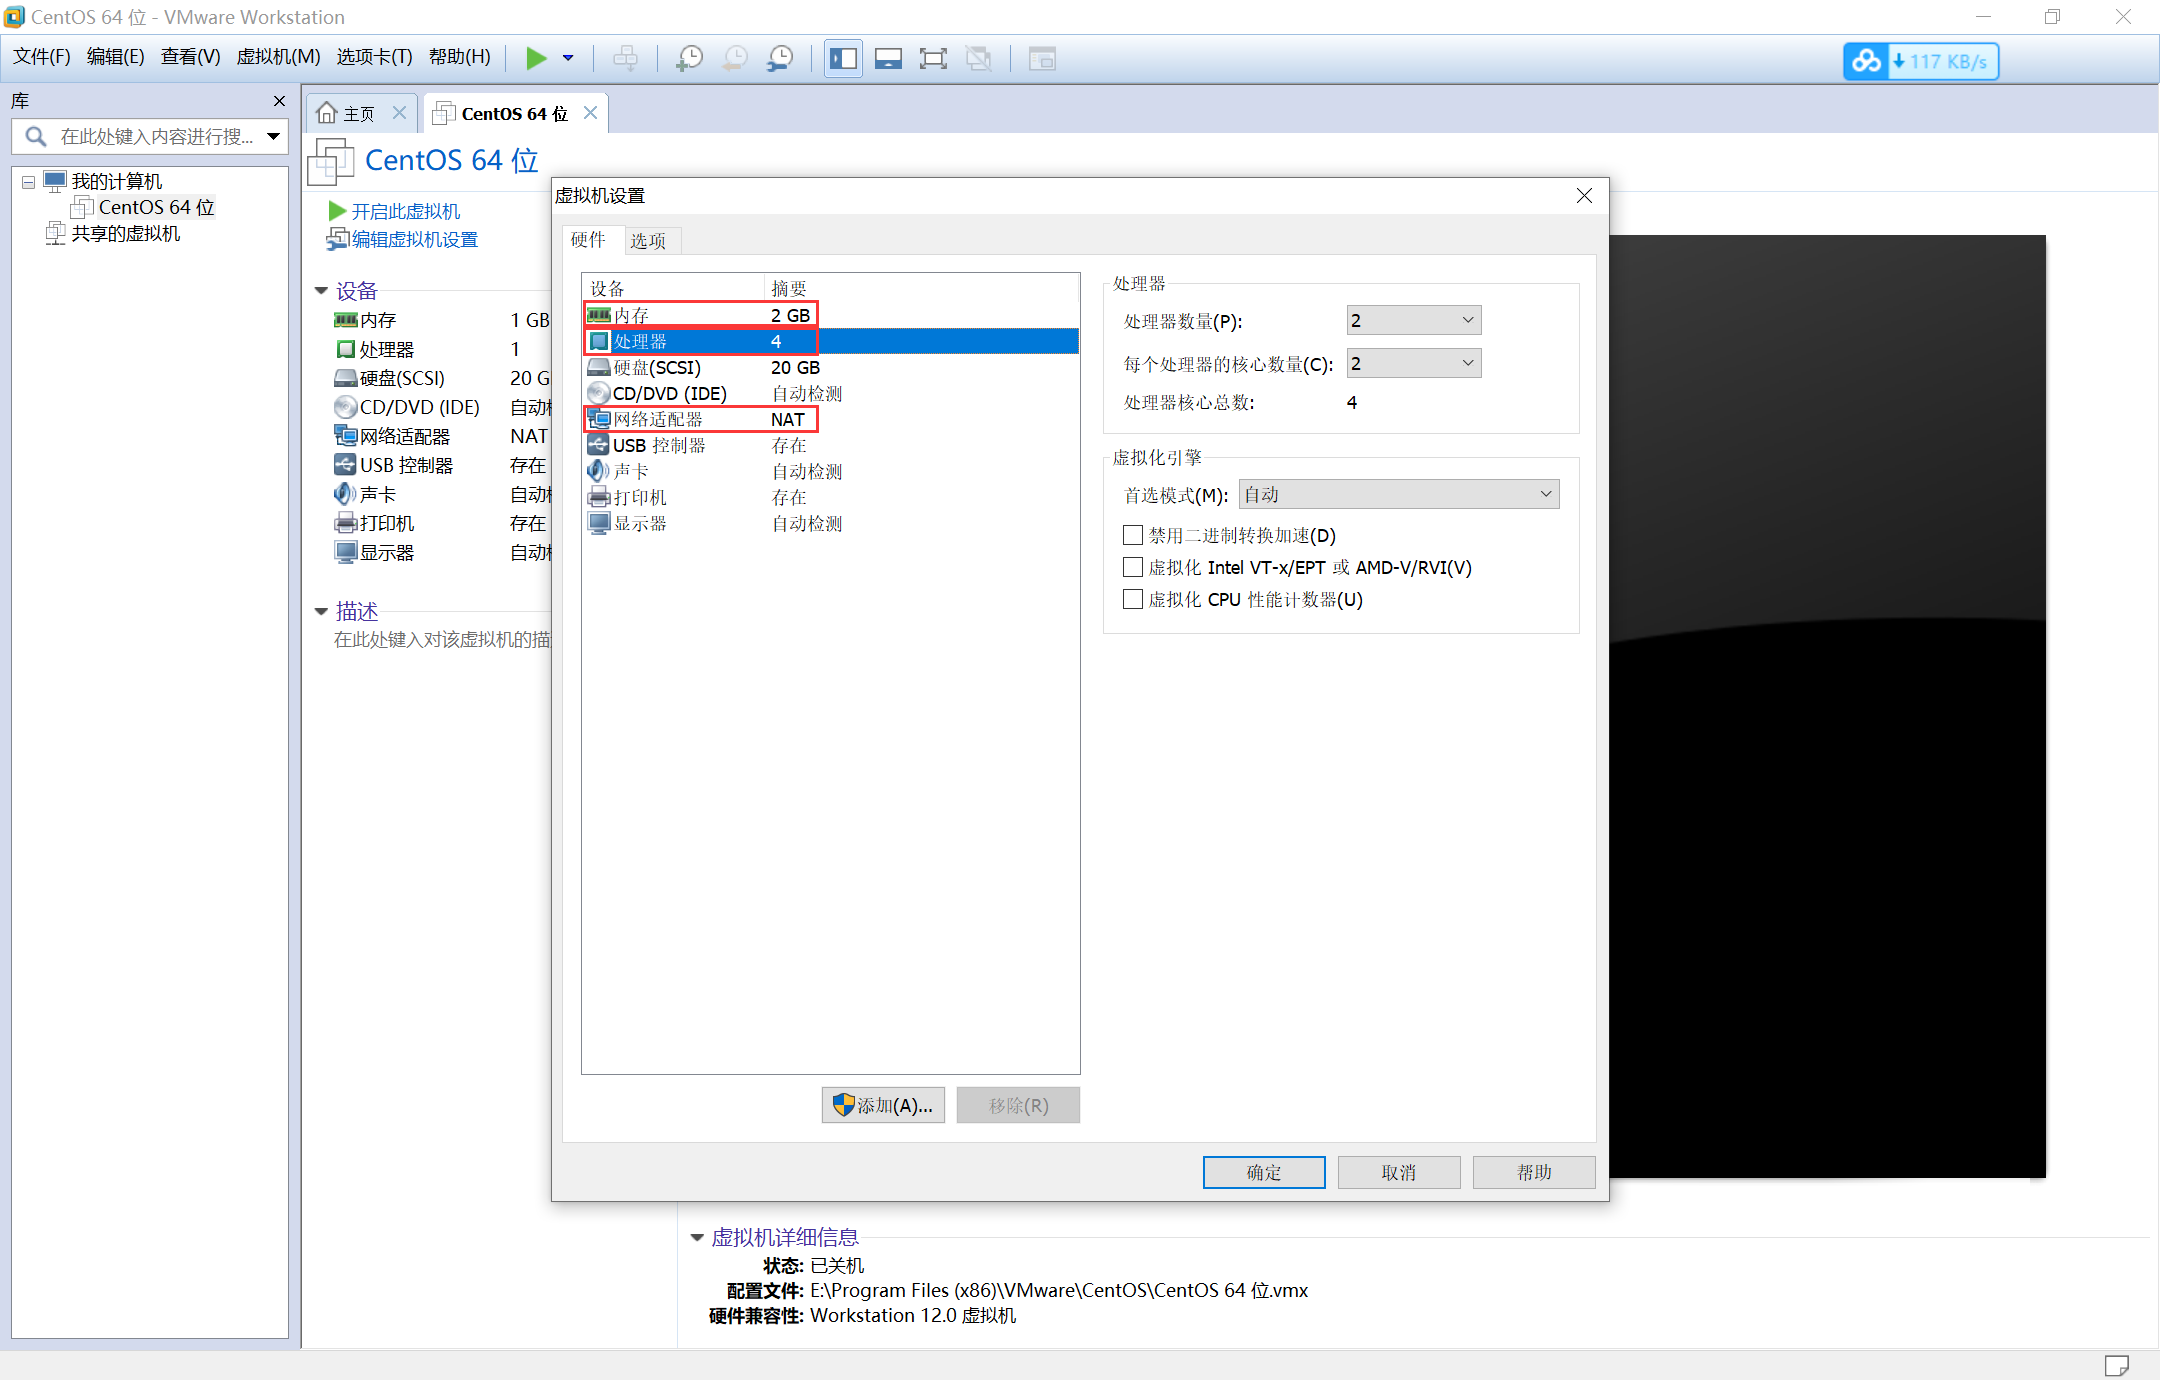 CentOS 64 位 - VMware Workstation
文件(F) 编辑(E) 查看(V) 虚拟机(M) 选项卡(T) 帮助(H)
117 KB/s
库
在此处键入内容进行搜...
我的计算机
CentOS 64 位
共享的虚拟机
主页
CentOS 64 位
CentOS 64 位
开启此虚拟机
编辑虚拟机设置
设备
内存 1 GB
处理器 1
硬盘(SCSI) 20 G
CD/DVD (IDE) 自动
网络适配器 NAT
USB 控制器 存在
声卡 自动
打印机 存在
显示器 自动
描述
在此处键入对该虚拟机的描
虚拟机设置
硬件 选项
设备 摘要
内存 2 GB
处理器 4
硬盘(SCSI) 20 GB
CD/DVD (IDE) 自动检测
网络适配器 NAT
USB 控制器 存在
声卡 自动检测
打印机 存在
显示器 自动检测
添加(A)... 移除(R)
处理器
处理器数量(P): 2
每个处理器的核心数量(C): 2
处理器核心总数: 4
虚拟化引擎
首选模式(M): 自动
禁用二进制转换加速(D)
虚拟化 Intel VT-x/EPT 或 AMD-V/RVI(V)
虚拟化 CPU 性能计数器(U)
确定 取消 帮助
虚拟机详细信息
状态: 已关机
配置文件: E:\Program Files (x86)\VMware\CentOS\CentOS 64 位.vmx
硬件兼容性: Workstation 12.0 虚拟机